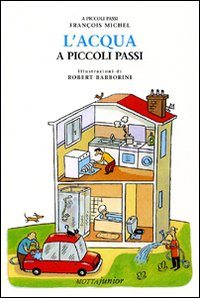 A PICCOLI PASSI
FRANÇOIS MICHEL
L'ACQUA
A PICCOLI PASSI
Illustrazioni di
ROBERT BARBORINI
MOTTAjunior